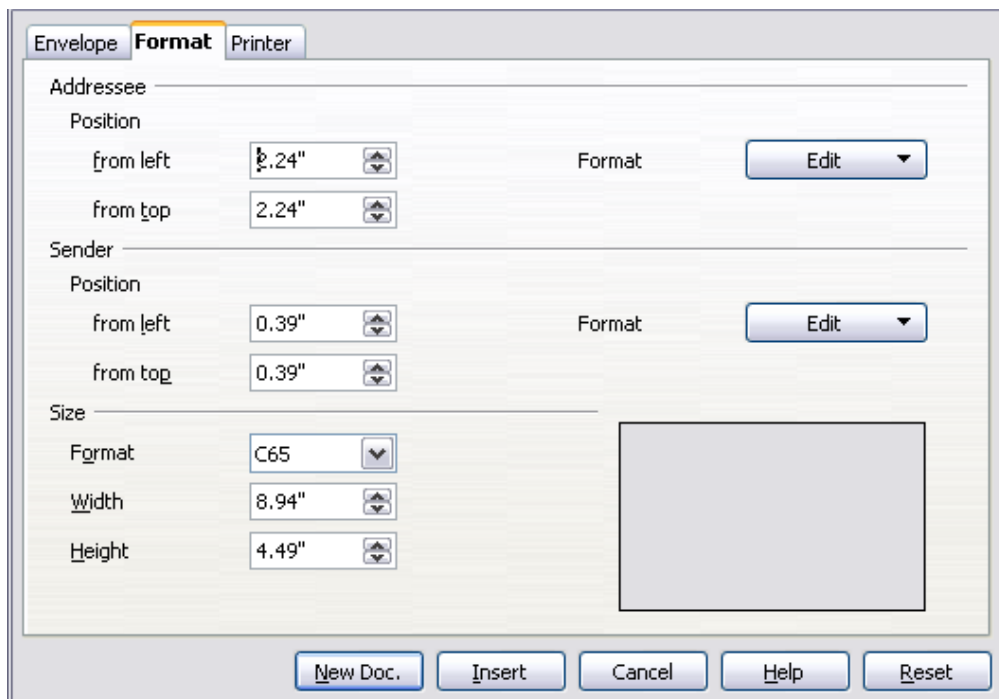 Envelope Format Printer
Addressee
Position
from left 2.24" Format Edit
from top 2.24"
Sender
Position
from left 0.39" Format Edit
from top 0.39"
Size
Format C65
Width 8.94"
Height 4.49"
New Doc. Insert Cancel Help Reset